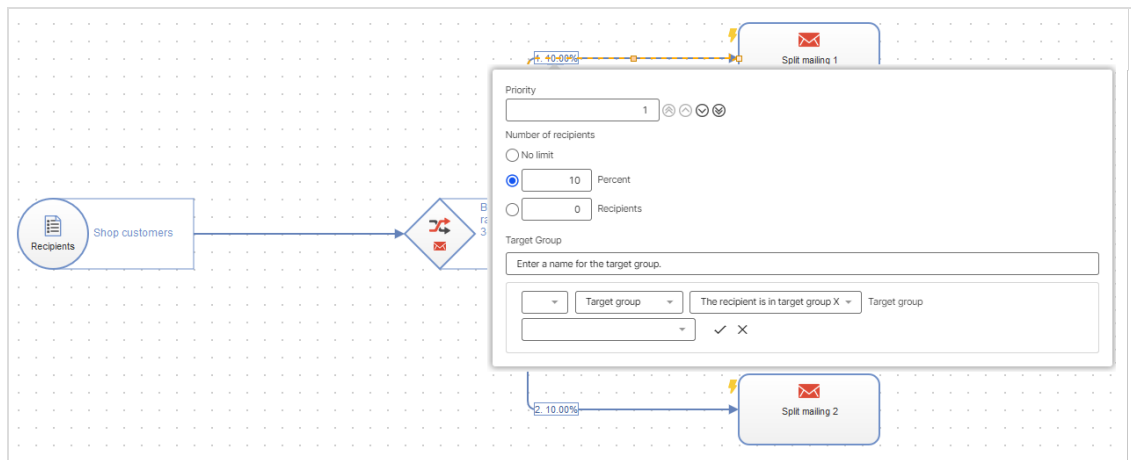 1. 10.00%
Split mailing 1
Priority
1
Number of recipients
No limit
10 Percent
0 Recipients
Target Group
Enter a name for the target group.
Target group The recipient is in target group X Target group
Recipients
Shop customers
2. 10.00%
Split mailing 2